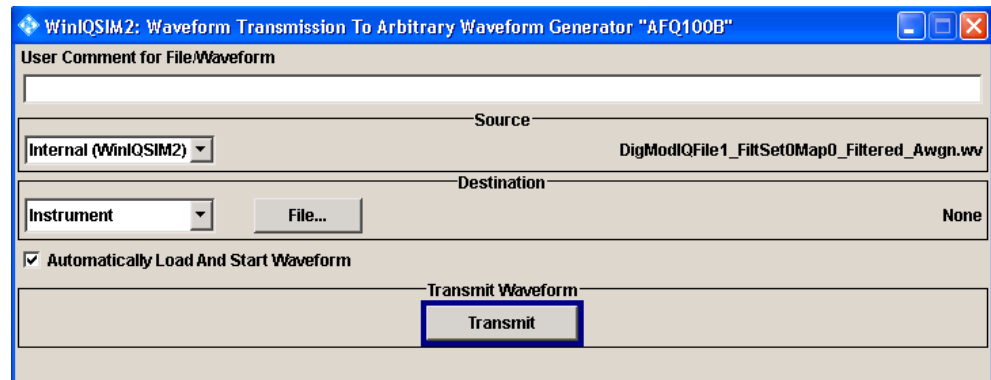 WinIQSIM2: Waveform Transmission To Arbitrary Waveform Generator "AFQ100B"
User Comment for File/Waveform
Source
Internal (WinIQSIM2) DigModIQFile1_FiltSet0Map0_Filtered_Awgn.wv
Destination
Instrument File... None
Automatically Load And Start Waveform
Transmit Waveform
Transmit